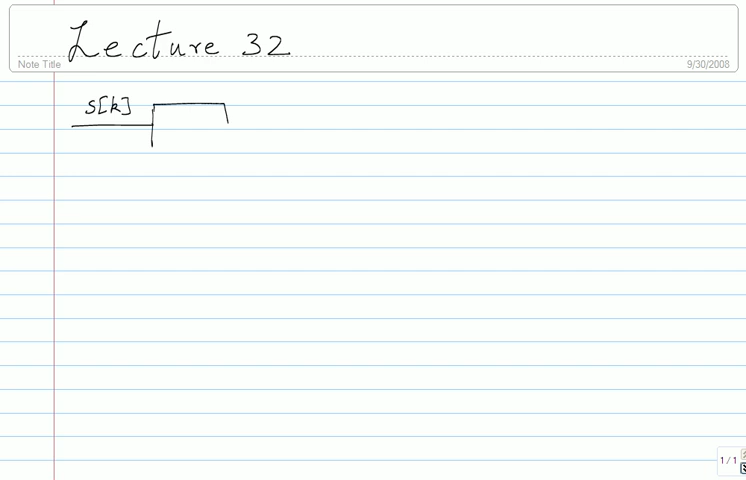 Lecture 32
Note Title
9/30/2008
s[k]
1 / 1